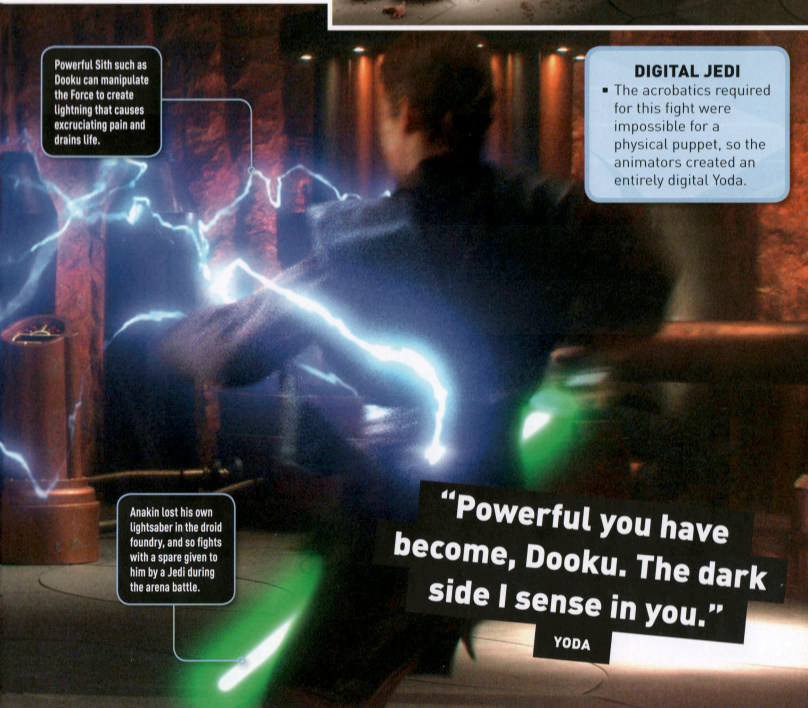 Powerful Sith such as
Dooku can manipulate
the Force to create
lightning that causes
excruciating pain and
drains life.
DIGITAL JEDI
▪ The acrobatics required
for this fight were
impossible for a
physical puppet, so the
animators created an
entirely digital Yoda.
Anakin lost his own
lightsaber in the droid
foundry, and so fights
with a spare given to
him by a Jedi during
the arena battle.
“Powerful you have
become, Dooku. The dark
side I sense in you.”
YODA